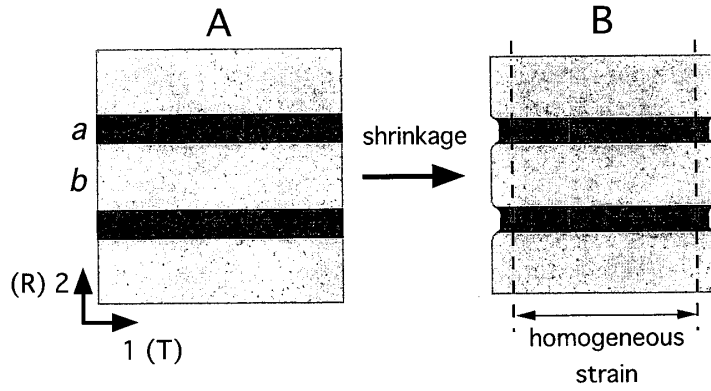 A
B
a
shrinkage
b
(R) 2
1 (T)
homogeneous
strain